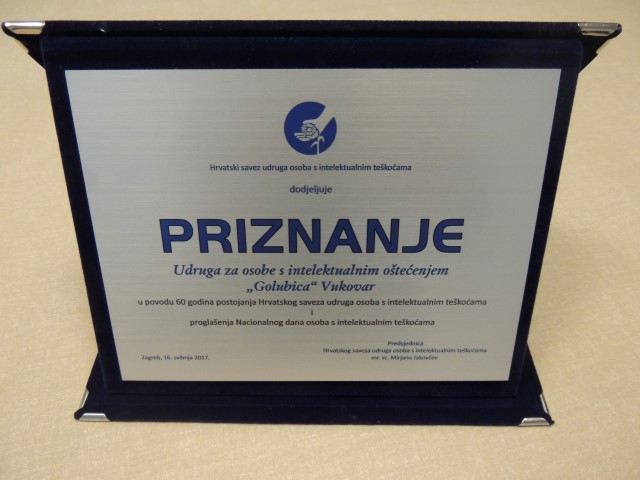 Hrvatski savez udruga osoba s intelektualnim teškoćama
dodjeljuje
PRIZNANJE
Udruga za osobe s intelektualnim oštećenjem
„Golubica“ Vukovar
u povodu 60 godina postojanja Hrvatskog saveza udruga osoba s intelektualnim teškoćama
i
proglašenja Nacionalnog dana osoba s intelektualnim teškoćama
Predsjednica
Hrvatskog saveza udruga osoba s intelektualnim teškoćama
Zagreb, 16. svibnja 2017.
mr. sc. Mirjana Jakovčev